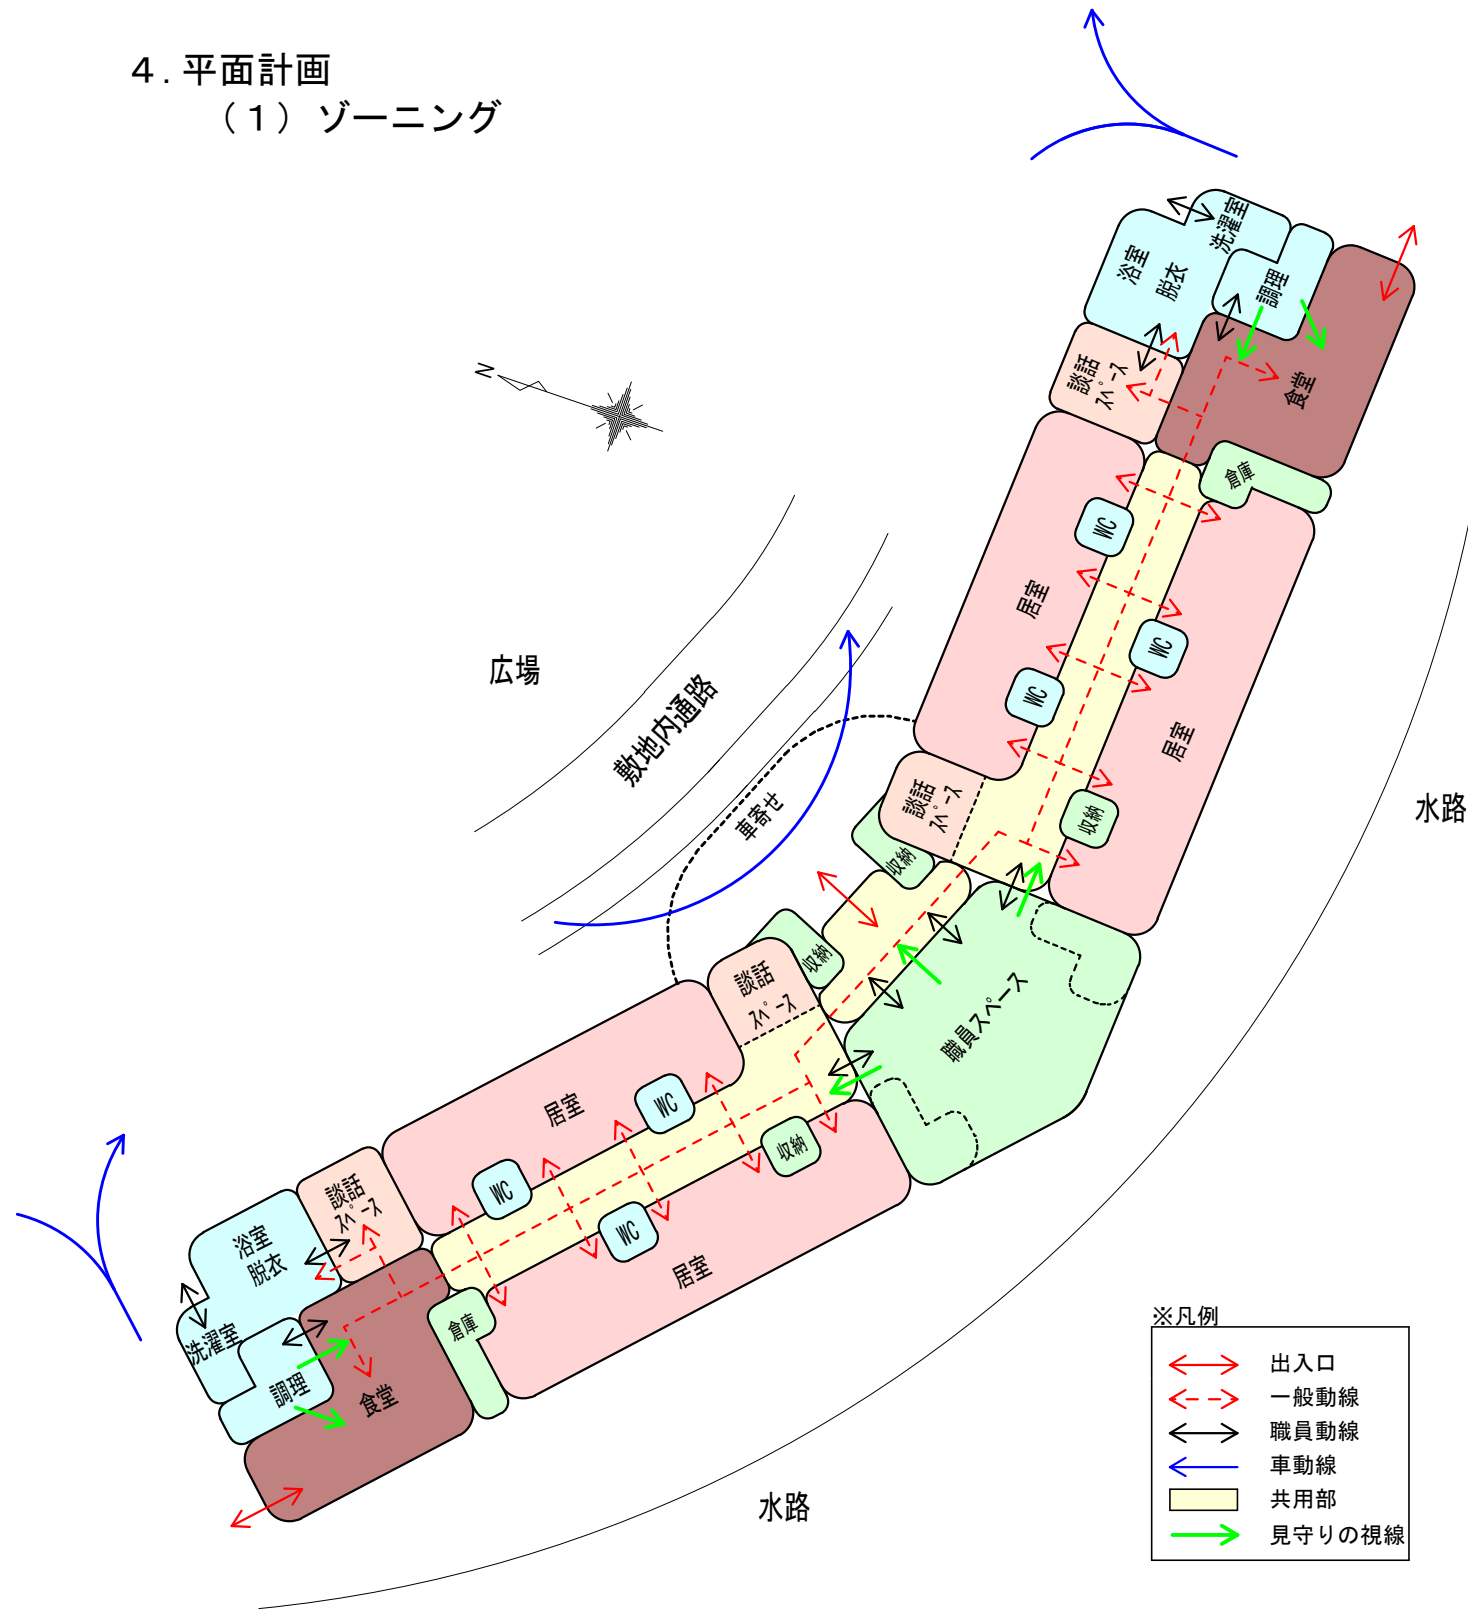 ４．平面計画
（１）ゾーニング
N
広場
敷地内通路
車寄せ
水路
水路
洗濯室
浴室
脱衣
調理
食堂
談話
スペース
倉庫
WC
居室
WC
WC
居室
談話
スペース
収納
収納
収納
職員スペース
談話
スペース
居室
WC
収納
WC
WC
居室
談話
スペース
浴室
脱衣
洗濯室
調理
食堂
倉庫
※凡例
出入口
一般動線
職員動線
車動線
共用部
見守りの視線